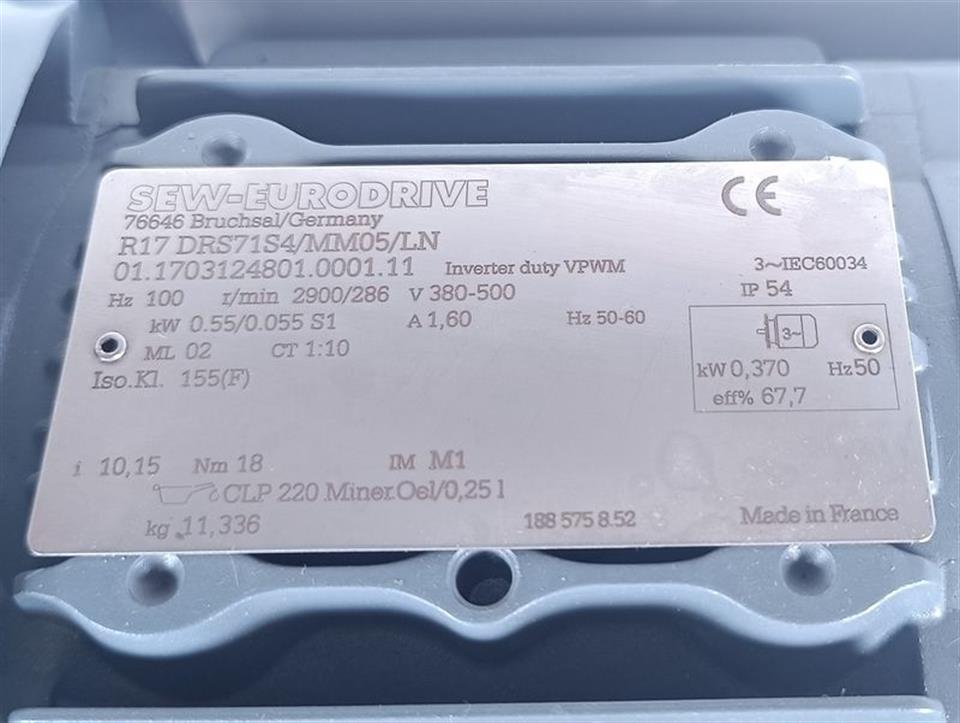 SEW-EURODRIVE CE
76646 Bruchsal/Germany
R17 DRS71S4/MM05/LN
01.1703124801.0001.11 Inverter duty VPWM 3~IEC60034
Hz 100 r/min 2900/286 V 380-500 IP 54
kW 0.55/0.055 S1 A 1,60 Hz 50-60
3~
ML 02 CT 1:10
kW 0,370 Hz 50
Iso.Kl. 155(F)
eff% 67,7
i 10,15 Nm 18 IM M1
CLP 220 Miner.Oel/0,25 l
kg 11,336 188 575 8.52 Made in France